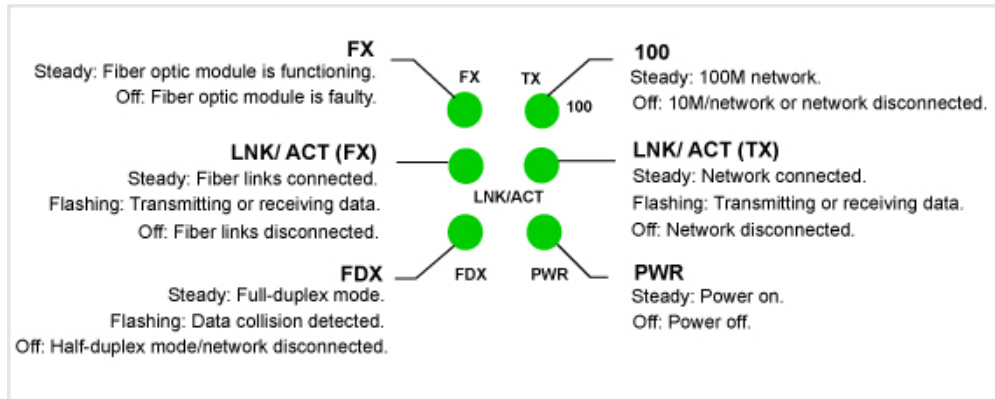 FX
Steady: Fiber optic module is functioning.
Off: Fiber optic module is faulty.
LNK/ ACT (FX)
Steady: Fiber links connected.
Flashing: Transmitting or receiving data.
Off: Fiber links disconnected.
FDX
Steady: Full-duplex mode.
Flashing: Data collision detected.
Off: Half-duplex mode/network disconnected.
FX TX
100
LNK/ACT
FDX PWR
100
Steady: 100M network.
Off: 10M/network or network disconnected.
LNK/ ACT (TX)
Steady: Network connected.
Flashing: Transmitting or receiving data.
Off: Network disconnected.
PWR
Steady: Power on.
Off: Power off.